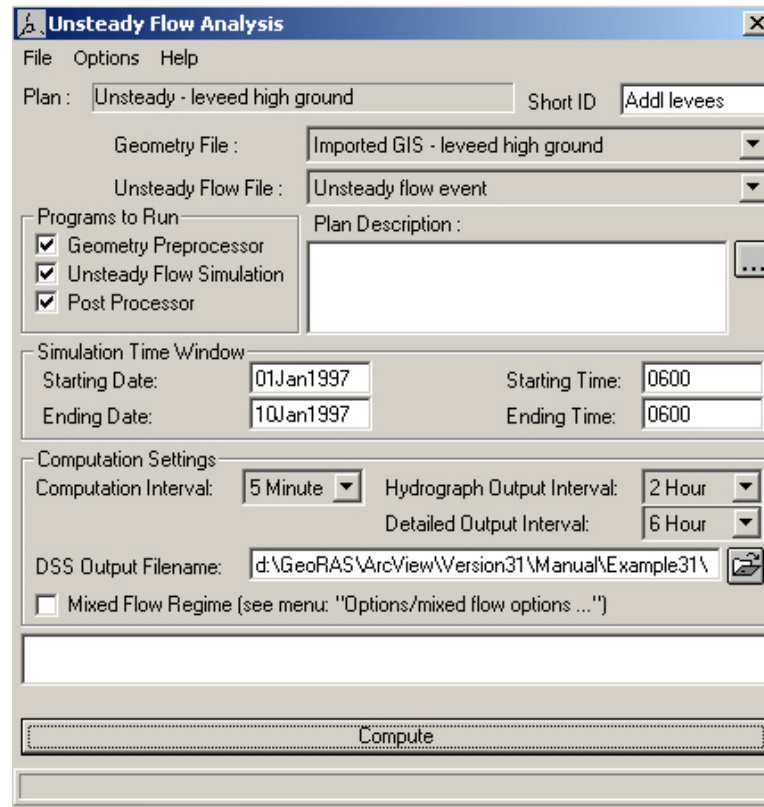 Unsteady Flow Analysis
File Options Help
Plan : Unsteady - leveed high ground Short ID Addl levees
Geometry File : Imported GIS - leveed high ground
Unsteady Flow File : Unsteady flow event
Programs to Run Plan Description :
Geometry Preprocessor
Unsteady Flow Simulation
Post Processor
...
Simulation Time Window
Starting Date: 01Jan1997 Starting Time: 0600
Ending Date: 10Jan1997 Ending Time: 0600
Computation Settings
Computation Interval: 5 Minute Hydrograph Output Interval: 2 Hour
Detailed Output Interval: 6 Hour
DSS Output Filename: d:\GeoRAS\ArcView\Version31\Manual\Example31\
Mixed Flow Regime (see menu: "Options/mixed flow options ...")
Compute